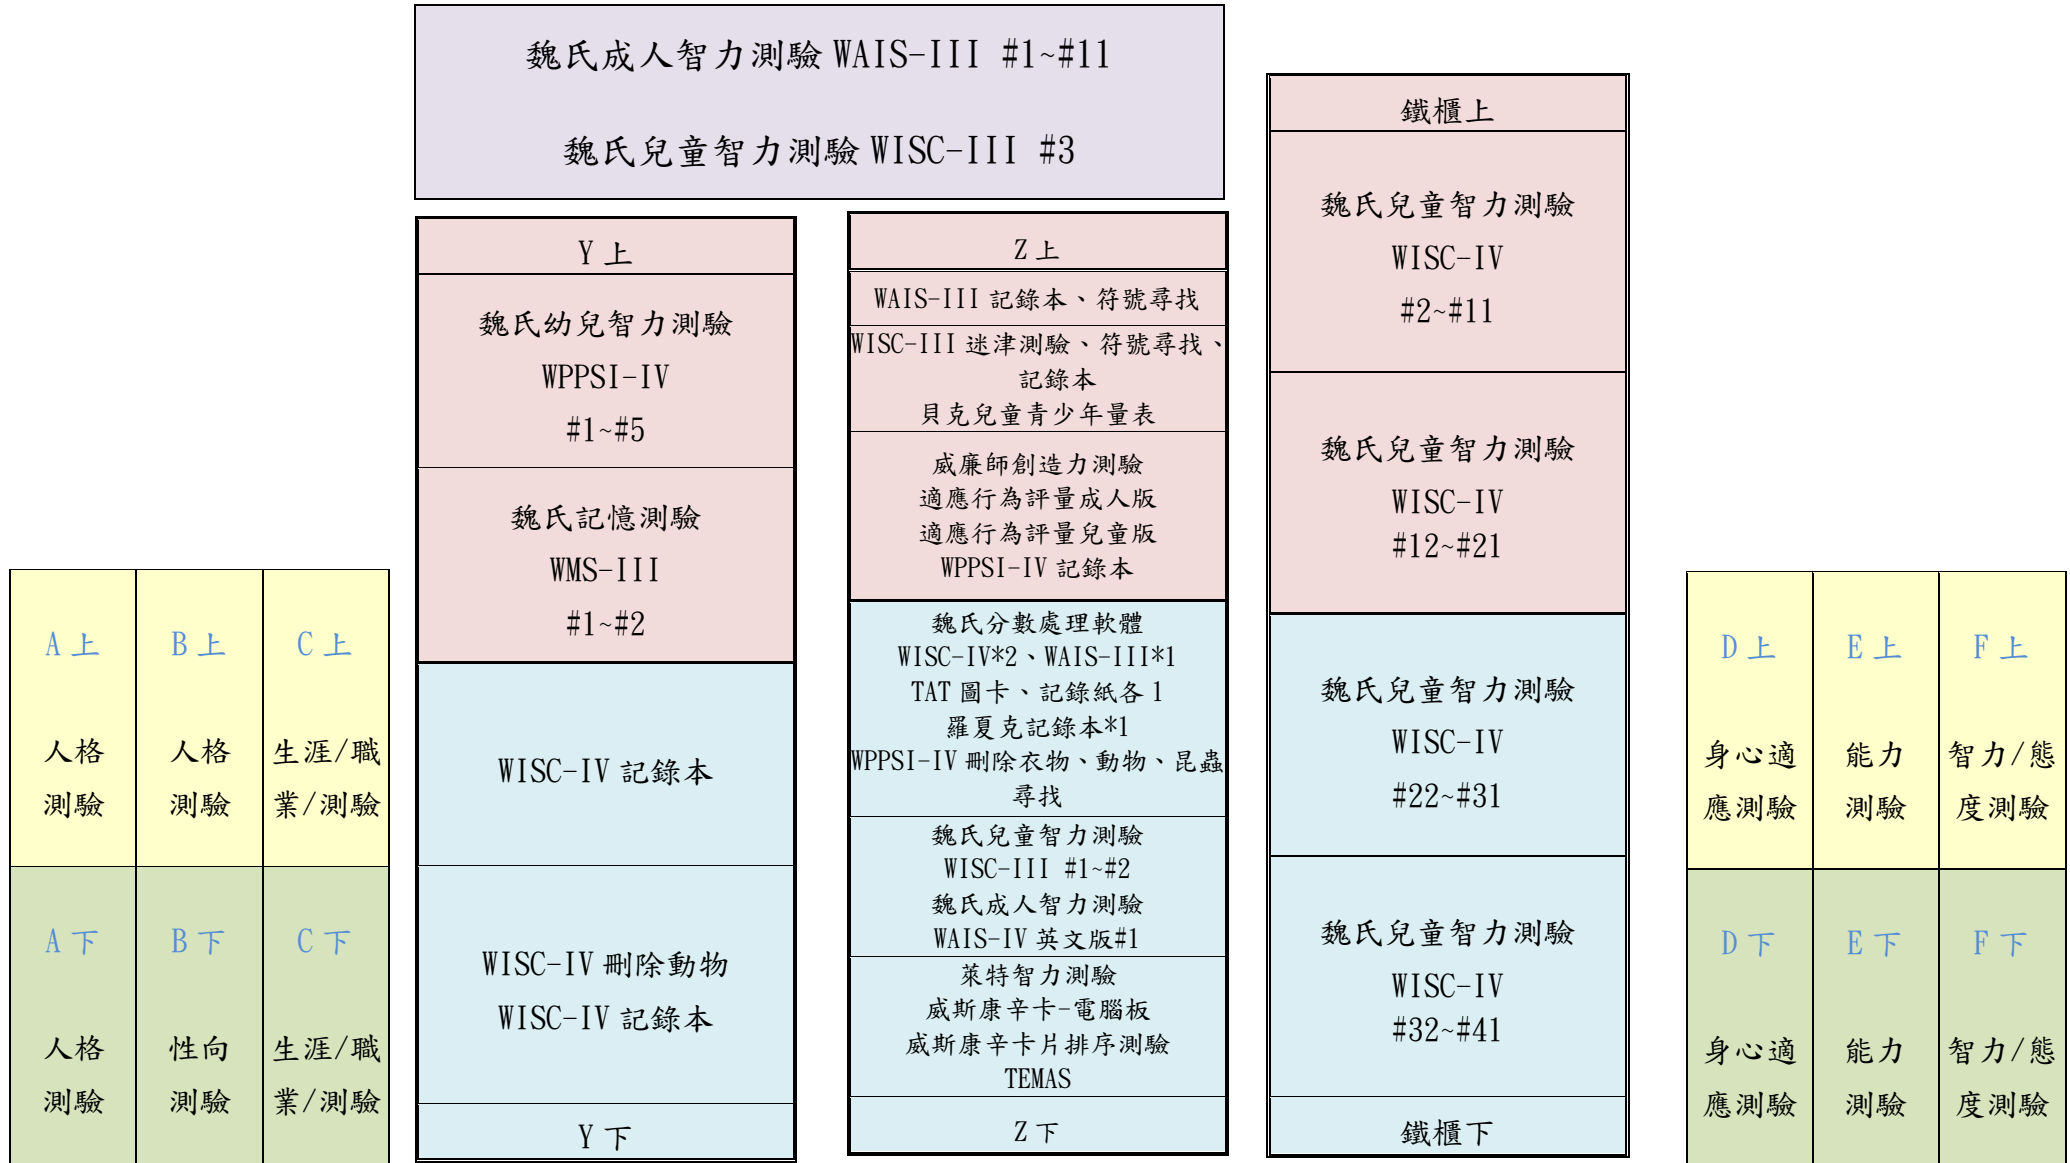 魏氏成人智力測驗 WAIS-III #1~#11
魏氏兒童智力測驗 WISC-III #3
A 上
人格
測驗
B 上
人格
測驗
C 上
生涯/職
業/測驗
A 下
人格
測驗
B 下
性向
測驗
C 下
生涯/職
業/測驗
Y 上
魏氏幼兒智力測驗
WPPSI-IV
#1~#5
魏氏記憶測驗
WMS-III
#1~#2
WISC-IV 記錄本
WISC-IV 刪除動物
WISC-IV 記錄本
Y 下
Z 上
WAIS-III 記錄本、符號尋找
WISC-III 迷津測驗、符號尋找、
記錄本
貝克兒童青少年量表
威廉師創造力測驗
適應行為評量成人版
適應行為評量兒童版
WPPSI-IV 記錄本
魏氏分數處理軟體
WISC-IV*2、WAIS-III*1
TAT 圖卡、記錄紙各 1
羅夏克記錄本*1
WPPSI-IV 刪除衣物、動物、昆蟲
尋找
魏氏兒童智力測驗
WISC-III #1~#2
魏氏成人智力測驗
WAIS-IV 英文版#1
萊特智力測驗
威斯康辛卡-電腦板
威斯康辛卡片排序測驗
TEMAS
Z 下
鐵櫃上
魏氏兒童智力測驗
WISC-IV
#2~#11
魏氏兒童智力測驗
WISC-IV
#12~#21
魏氏兒童智力測驗
WISC-IV
#22~#31
魏氏兒童智力測驗
WISC-IV
#32~#41
鐵櫃下
D 上
身心適
應測驗
E 上
能力
測驗
F 上
智力/態
度測驗
D 下
身心適
應測驗
E 下
能力
測驗
F 下
智力/態
度測驗